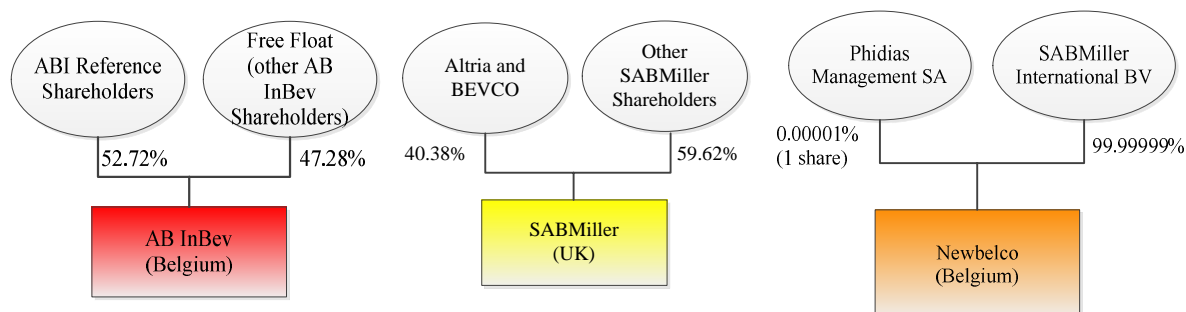 ABI Reference
Shareholders
Free Float
(other AB
InBev
Shareholders)
52.72%
47.28%
AB InBev
(Belgium)
Altria and
BEVCO
Other
SABMiller
Shareholders
40.38%
59.62%
SABMiller
(UK)
Phidias
Management SA
SABMiller
International BV
0.00001%
(1 share)
99.99999%
Newbelco
(Belgium)